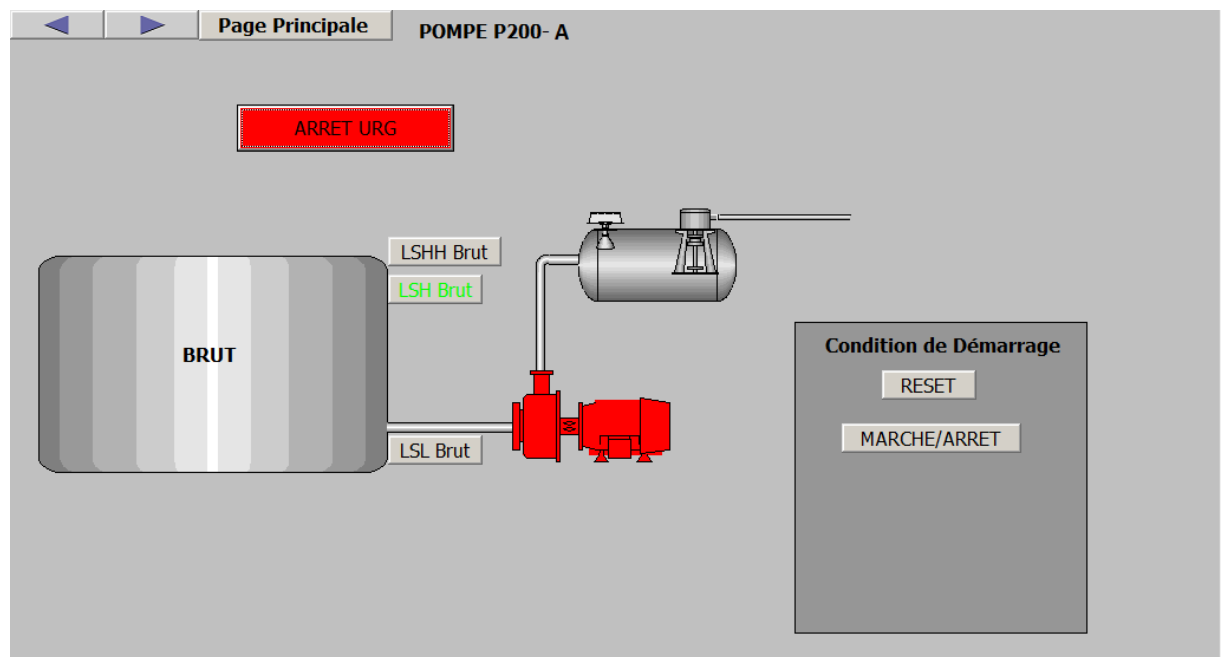 Page Principale
POMPE P200- A
ARRET URG
LSHH Brut
LSH Brut
BRUT
LSL Brut
Condition de Démarrage
RESET
MARCHE/ARRET